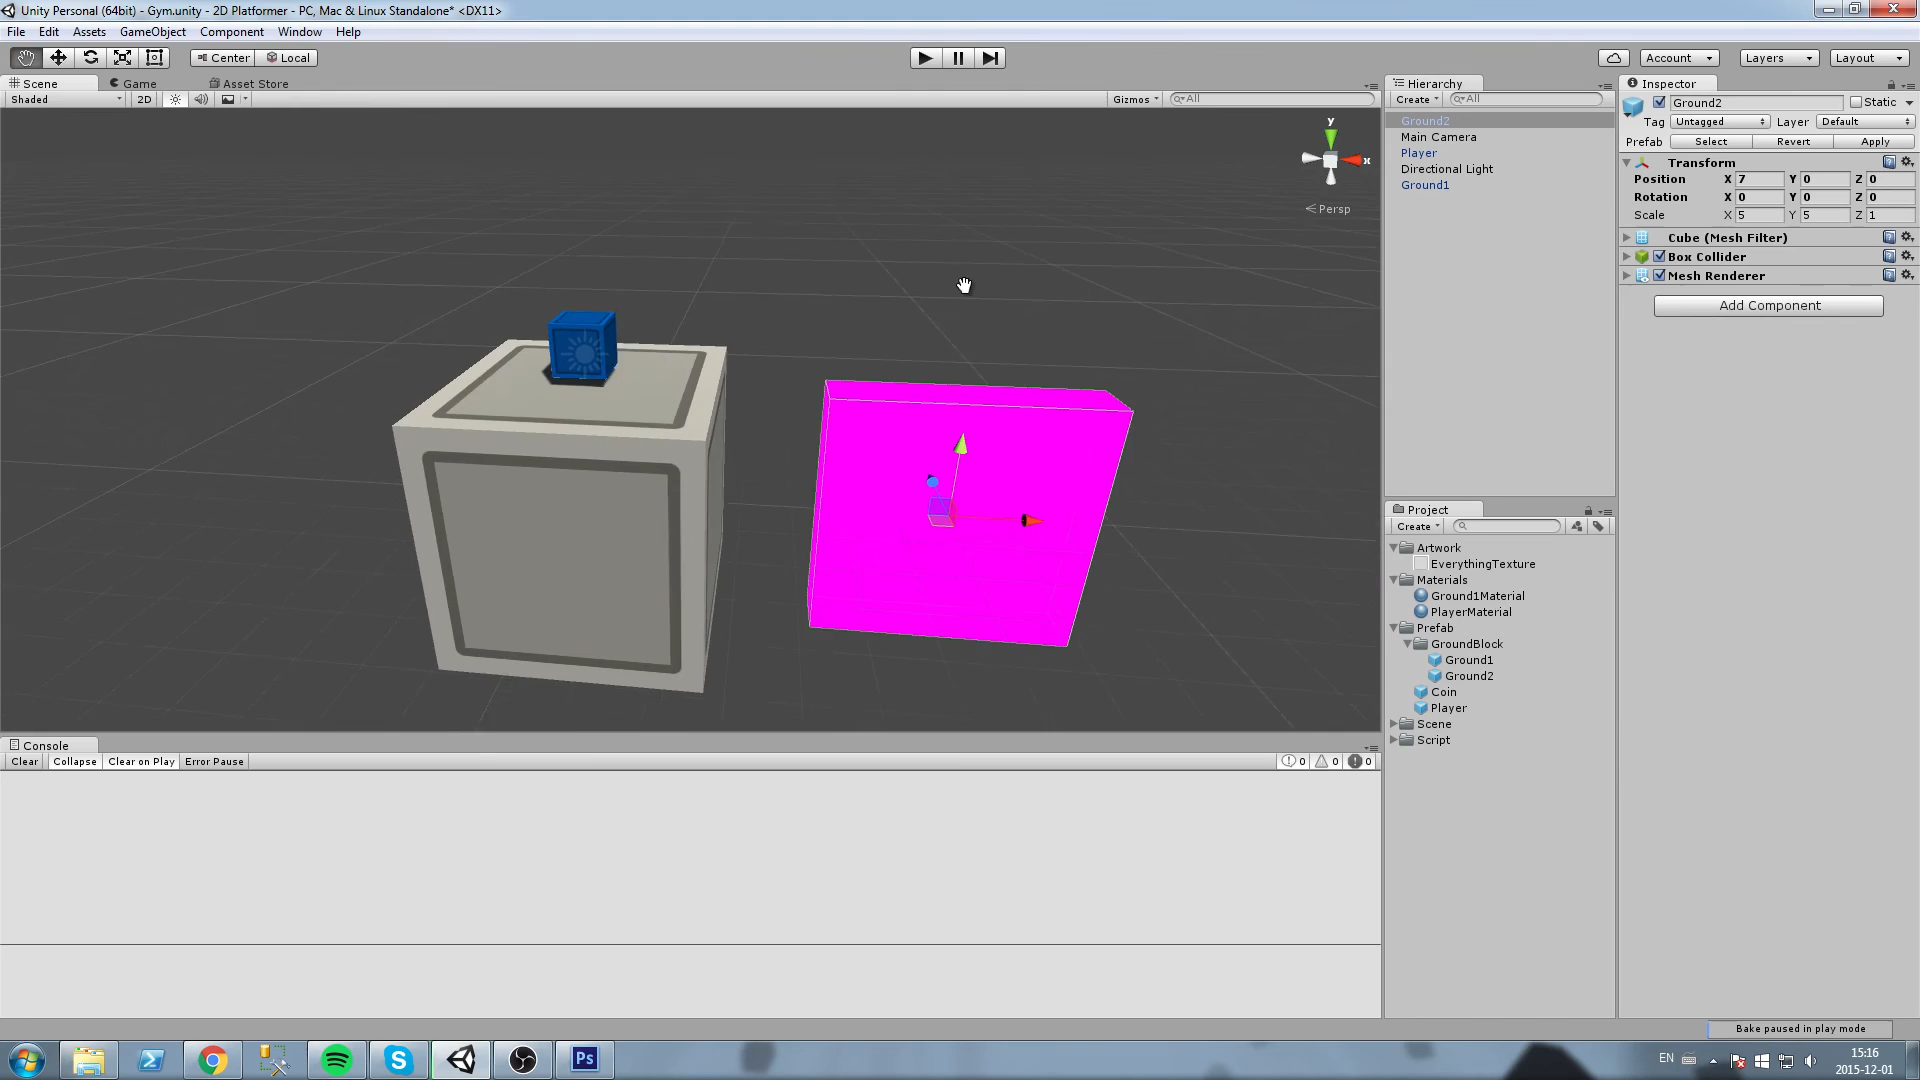 Unity Personal (64bit) - Gym.unity - 2D Platformer - PC, Mac & Linux Standalone* <DX11>
File Edit Assets GameObject Component Window Help
Center Local Account Layers Layout
Scene Game Asset Store
Shaded 2D Gizmos All
y
x
Persp
Hierarchy
Create All
Ground2
Main Camera
Player
Directional Light
Ground1
Inspector
Ground2 Static
Tag Untagged Layer Default
Prefab Select Revert Apply
Transform
Position X 7 Y 0 Z 0
Rotation X 0 Y 0 Z 0
Scale X 5 Y 5 Z 1
Cube (Mesh Filter)
Box Collider
Mesh Renderer
Add Component
Project
Create
Artwork
EverythingTexture
Materials
Ground1Material
PlayerMaterial
Prefab
GroundBlock
Ground1
Ground2
Coin
Player
Scene
Script
Console
Clear Collapse Clear on Play Error Pause 0 0 0
Bake paused in play mode
Ps
EN
15:16
2015-12-01